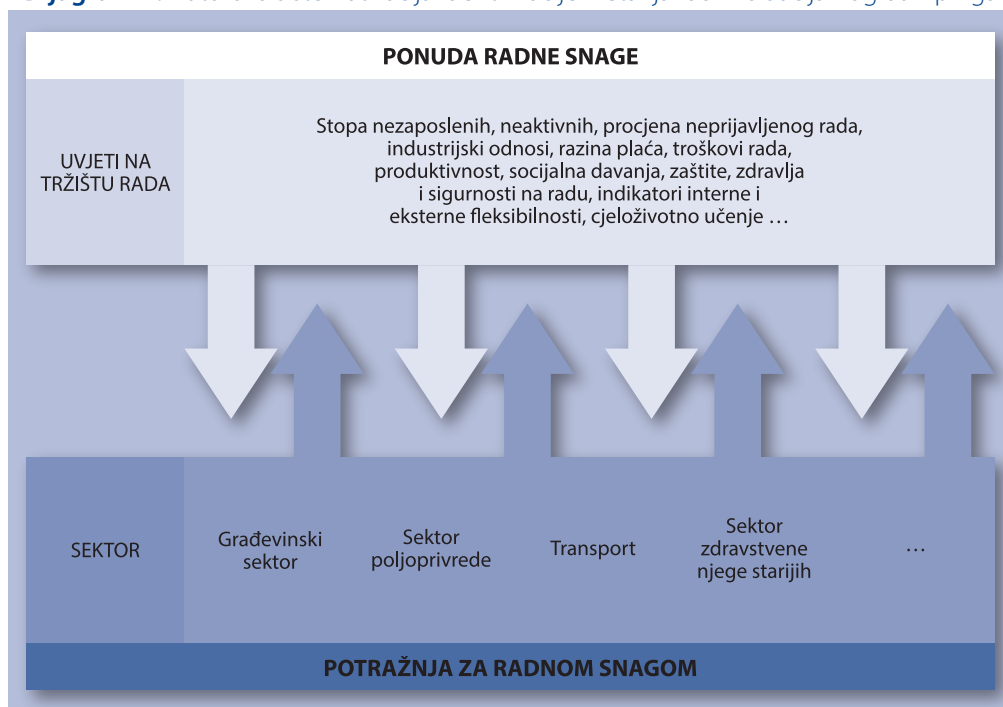 PONUDA RADNE SNAGE
UVJETI NA
TRŽIŠTU RADA
Stopa nezaposlenih, neaktivnih, procjena neprijavljenog rada,
industrijski odnosi, razina plaća, troškovi rada,
produktivnost, socijalna davanja, zaštite, zdravlja
i sigurnosti na radu, indikatori interne i
eksterne fleksibilnosti, cjeloživotno učenje …
SEKTOR
Građevinski
sektor
Sektor
poljoprivrede
Transport
Sektor
zdravstvene
njege starijih
…
POTRAŽNJA ZA RADNOM SNAGOM